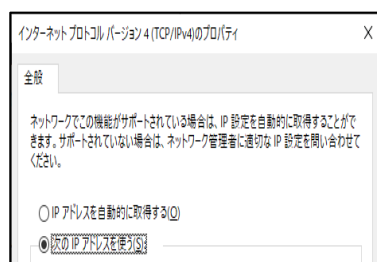 インターネット プロトコル バージョン 4 (TCP/IPv4)のプロパティ
全般
ネットワークでこの機能がサポートされている場合は、IP 設定を自動的に取得することがで
きます。サポートされていない場合は、ネットワーク管理者に適切な IP 設定を問い合わせて
ください。
IP アドレスを自動的に取得する(O)
次の IP アドレスを使う(S):